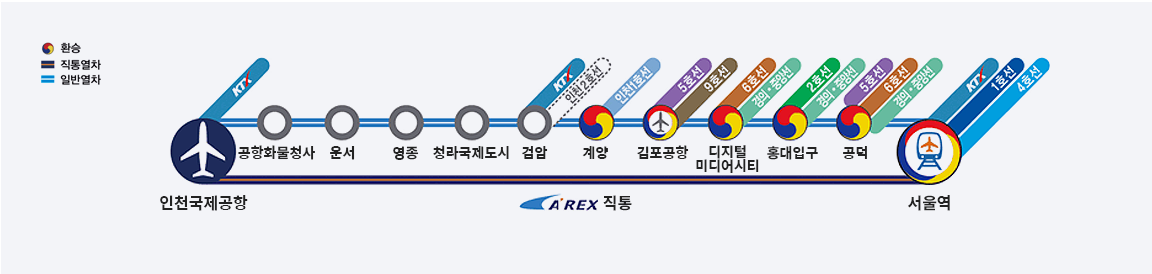 환승
직통열차
일반열차
KTX
KTX
인천2호선
인천1호선
5호선
9호선
6호선
경의·중앙선
2호선
경의·중앙선
5호선
6호선
경의·중앙선
KTX
1호선
4호선
공항화물청사
운서
영종
청라국제도시
검암
계양
김포공항
디지털
미디어시티
홍대입구
공덕
인천국제공항
A'REX 직통
서울역